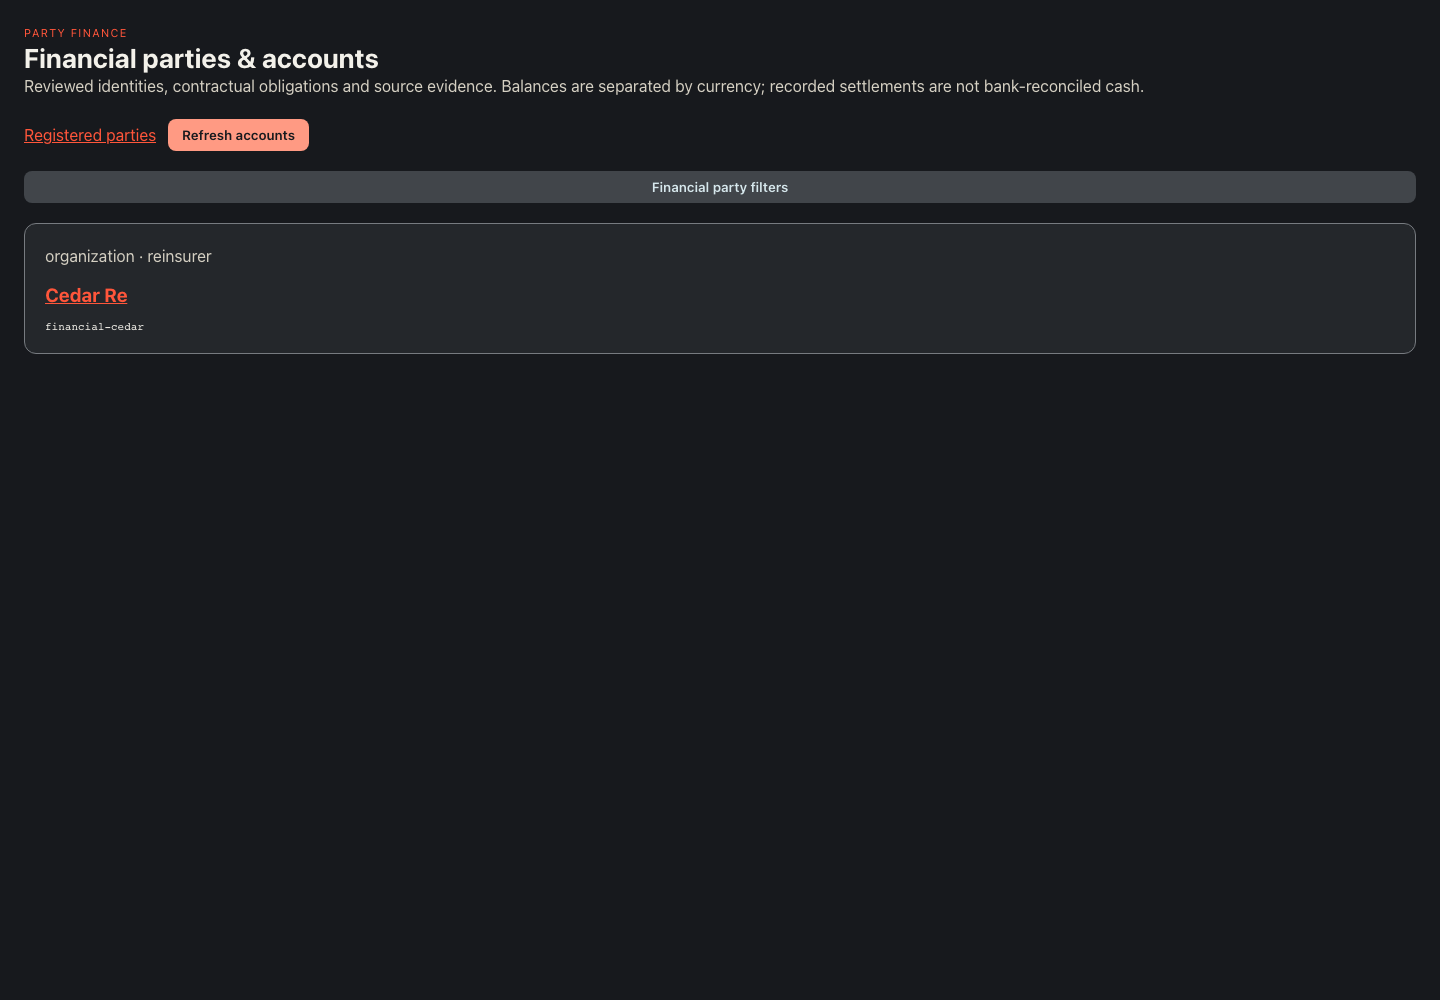 PARTY FINANCE
Financial parties & accounts
Reviewed identities, contractual obligations and source evidence. Balances are separated by currency; recorded settlements are not bank-reconciled cash.
Registered parties Refresh accounts
Financial party filters
organization · reinsurer
Cedar Re
financial-cedar